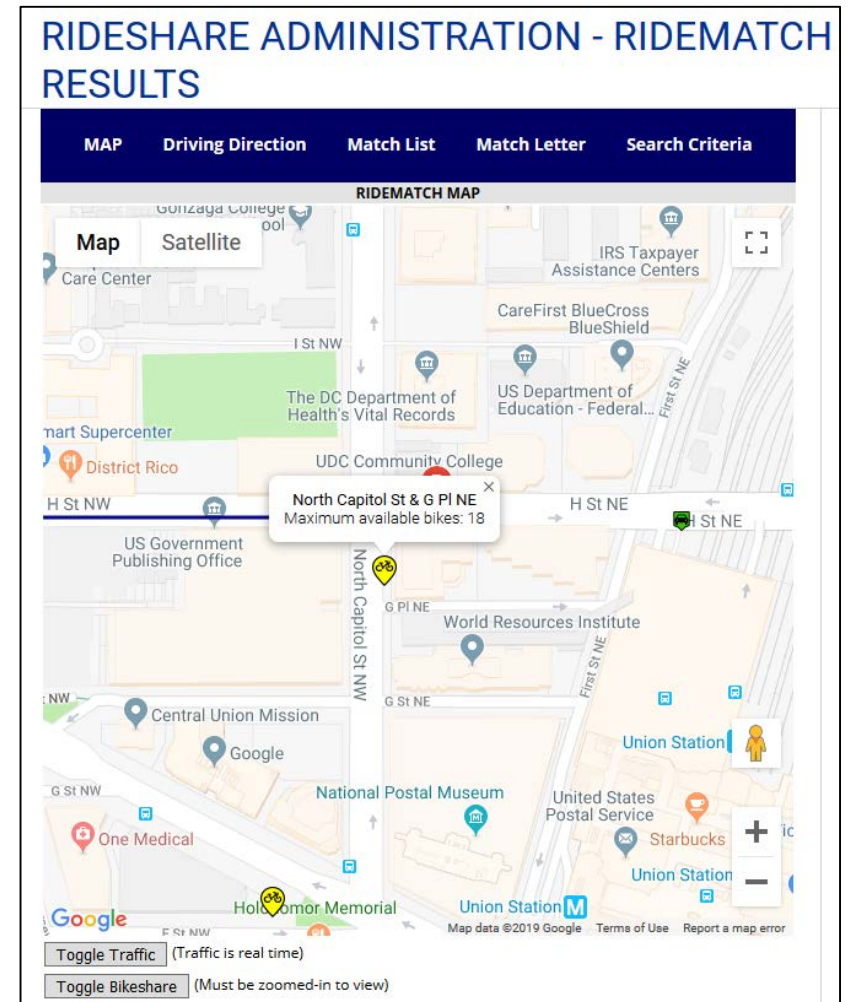 RIDESHARE ADMINISTRATION - RIDEMATCH
RESULTS
MAP Driving Direction Match List Match Letter Search Criteria
RIDEMATCH MAP
Gonzaga College
Map Satellite
Care Center
IRS Taxpayer
Assistance Centers
CareFirst BlueCross
BlueShield
I St NW
First St NE
The DC Department of
Health's Vital Records
US Department of
Education - Federal...
mart Supercenter
District Rico
UDC Community College
North Capitol St & G Pl NE ×
Maximum available bikes: 18
H St NW
H St NE
H St NE
US Government
Publishing Office
North Capitol St NW
G Pl NE
World Resources Institute
First St NE
NW
G St NE
Central Union Mission
Google
Union Station
G St NW
National Postal Museum
United States
Postal Service
One Medical
Starbucks
Union Station
Memorial
Union Station M
Google
E St NW
Map data ©2019 Google Terms of Use Report a map error
Toggle Traffic (Traffic is real time)
Toggle Bikeshare (Must be zoomed-in to view)